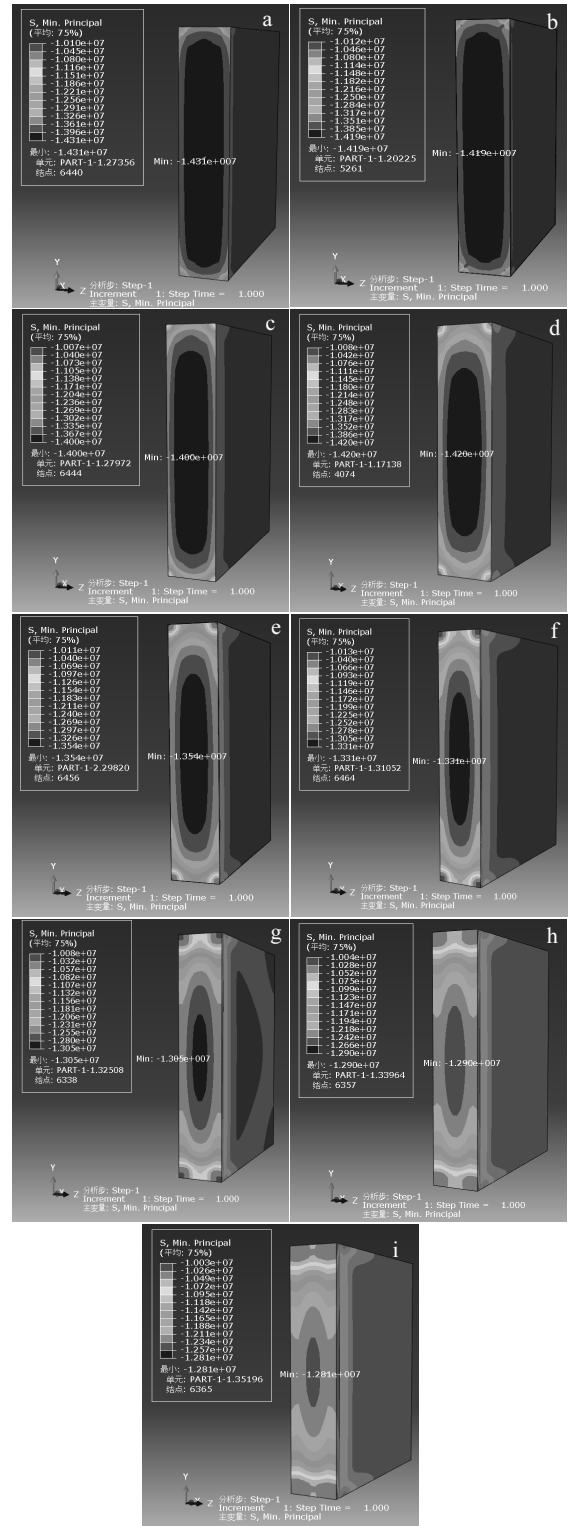 a
S, Min. Principal
(平均: 75%)
-1.010e+07
-1.045e+07
-1.080e+07
-1.116e+07
-1.151e+07
-1.186e+07
-1.221e+07
-1.256e+07
-1.291e+07
-1.326e+07
-1.361e+07
-1.396e+07
-1.431e+07
最小: -1.431e+07
单元: PART-1-1.27356
结点: 6440
Min: -1.431e+007
Y
Z
X
分析步: Step-1
Increment 1: Step Time = 1.000
主变量: S, Min. Principal
b
S, Min. Principal
(平均: 75%)
-1.012e+07
-1.046e+07
-1.080e+07
-1.114e+07
-1.148e+07
-1.182e+07
-1.216e+07
-1.250e+07
-1.284e+07
-1.317e+07
-1.351e+07
-1.385e+07
-1.419e+07
最小: -1.419e+07
单元: PART-1-1.20225
结点: 5261
Min: -1.419e+007
Y
Z
X
分析步: Step-1
Increment 1: Step Time = 1.000
主变量: S, Min. Principal
c
S, Min. Principal
(平均: 75%)
-1.007e+07
-1.040e+07
-1.073e+07
-1.105e+07
-1.138e+07
-1.171e+07
-1.204e+07
-1.236e+07
-1.269e+07
-1.302e+07
-1.335e+07
-1.367e+07
-1.400e+07
最小: -1.400e+07
单元: PART-1-1.27972
结点: 6444
Min: -1.400e+007
Y
Z
X
分析步: Step-1
Increment 1: Step Time = 1.000
主变量: S, Min. Principal
d
S, Min. Principal
(平均: 75%)
-1.008e+07
-1.042e+07
-1.076e+07
-1.111e+07
-1.145e+07
-1.180e+07
-1.214e+07
-1.248e+07
-1.283e+07
-1.317e+07
-1.352e+07
-1.386e+07
-1.420e+07
最小: -1.420e+07
单元: PART-1-1.17138
结点: 4074
Min: -1.420e+007
Y
Z
X
分析步: Step-1
Increment 1: Step Time = 1.000
主变量: S, Min. Principal
e
S, Min. Principal
(平均: 75%)
-1.011e+07
-1.040e+07
-1.069e+07
-1.097e+07
-1.126e+07
-1.154e+07
-1.183e+07
-1.211e+07
-1.240e+07
-1.269e+07
-1.297e+07
-1.326e+07
-1.354e+07
最小: -1.354e+07
单元: PART-1-2.29820
结点: 6456
Min: -1.354e+007
Y
Z
X
分析步: Step-1
Increment 1: Step Time = 1.000
主变量: S, Min. Principal
f
S, Min. Principal
(平均: 75%)
-1.013e+07
-1.040e+07
-1.066e+07
-1.093e+07
-1.119e+07
-1.146e+07
-1.172e+07
-1.199e+07
-1.225e+07
-1.252e+07
-1.278e+07
-1.305e+07
-1.331e+07
最小: -1.331e+07
单元: PART-1-1.31052
结点: 6464
Min: -1.331e+007
Y
Z
X
分析步: Step-1
Increment 1: Step Time = 1.000
主变量: S, Min. Principal
g
S, Min. Principal
(平均: 75%)
-1.008e+07
-1.032e+07
-1.057e+07
-1.082e+07
-1.107e+07
-1.132e+07
-1.156e+07
-1.181e+07
-1.206e+07
-1.231e+07
-1.255e+07
-1.280e+07
-1.305e+07
最小: -1.305e+07
单元: PART-1-1.32508
结点: 6338
Min: -1.305e+007
Y
Z
X
分析步: Step-1
Increment 1: Step Time = 1.000
主变量: S, Min. Principal
h
S, Min. Principal
(平均: 75%)
-1.004e+07
-1.028e+07
-1.052e+07
-1.075e+07
-1.099e+07
-1.123e+07
-1.147e+07
-1.171e+07
-1.194e+07
-1.218e+07
-1.242e+07
-1.266e+07
-1.290e+07
最小: -1.290e+07
单元: PART-1-1.33964
结点: 6357
Min: -1.290e+007
Y
Z
X
分析步: Step-1
Increment 1: Step Time = 1.000
主变量: S, Min. Principal
i
S, Min. Principal
(平均: 75%)
-1.003e+07
-1.026e+07
-1.049e+07
-1.072e+07
-1.095e+07
-1.118e+07
-1.142e+07
-1.165e+07
-1.188e+07
-1.211e+07
-1.234e+07
-1.257e+07
-1.281e+07
最小: -1.281e+07
单元: PART-1-1.35196
结点: 6365
Min: -1.281e+007
Y
Z
X
分析步: Step-1
Increment 1: Step Time = 1.000
主变量: S, Min. Principal